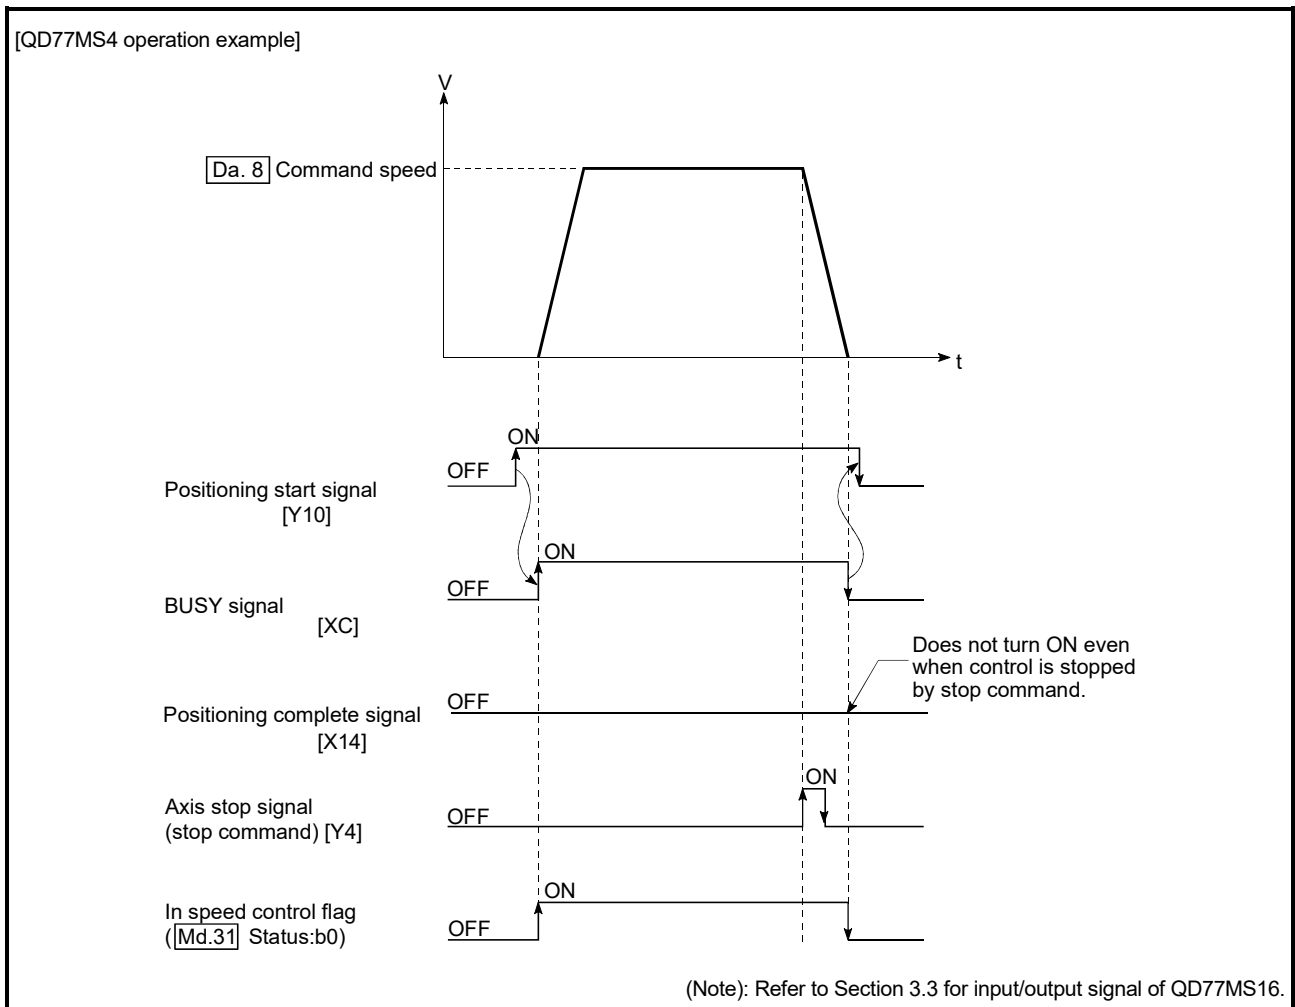 [QD77MS4 operation example]
V
Da. 8 Command speed
t
ON
OFF
Positioning start signal
[Y10]
ON
OFF
BUSY signal
[XC]
Does not turn ON even
when control is stopped
by stop command.
OFF
Positioning complete signal
[X14]
ON
Axis stop signal
OFF
(stop command) [Y4]
ON
In speed control flag
OFF
(Md.31 Status:b0)
(Note): Refer to Section 3.3 for input/output signal of QD77MS16.